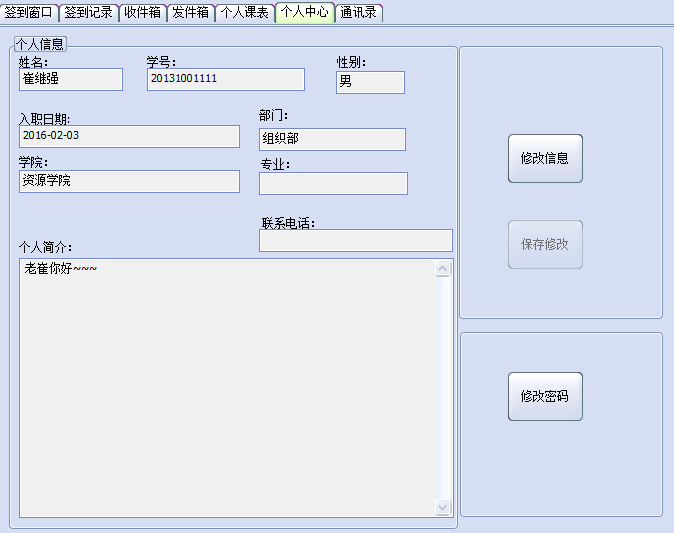 签到窗口 签到记录 收件箱 发件箱 个人课表 个人中心 通讯录
个人信息
姓名: 学号: 性别:
崔继强 20131001111 男
入职日期: 部门:
2016-02-03 组织部
学院: 专业:
资源学院
联系电话:
个人简介:
老崔你好~~~
修改信息
保存修改
修改密码